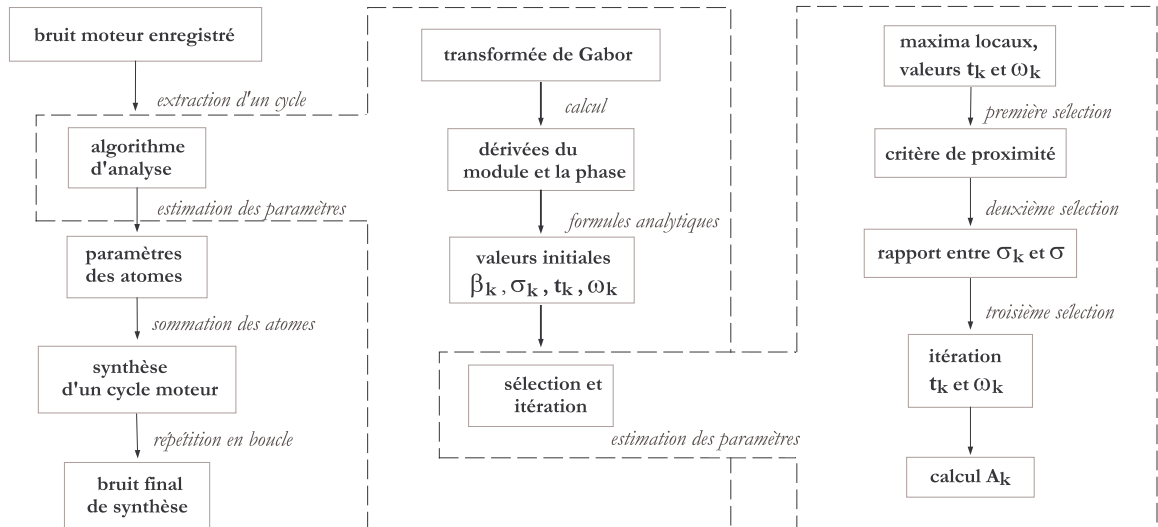 bruit moteur enregistré
extraction d'un cycle
algorithme
d'analyse
estimation des paramètres
paramètres
des atomes
sommation des atomes
synthèse
d'un cycle moteur
répétition en boucle
bruit final
de synthèse
transformée de Gabor
calcul
dérivées du
module et la phase
formules analytiques
valeurs initiales
βk, σk, tk, ωk
sélection et
itération
estimation des paramètres
maxima locaux,
valeurs tk et ωk
première sélection
critère de proximité
deuxième sélection
rapport entre σk et σ
troisième sélection
itération
tk et ωk
calcul Ak